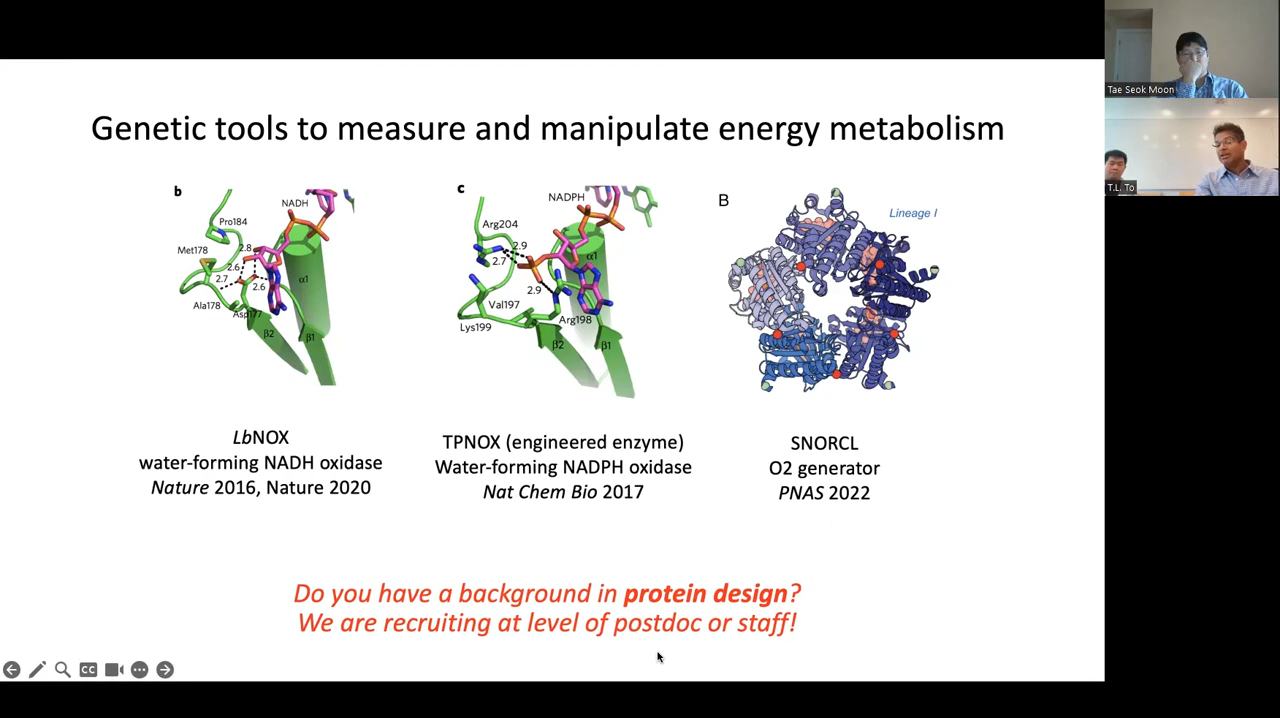 Genetic tools to measure and manipulate energy metabolism
b
NADH
Pro184
Met178
2.8
2.6
2.7
2.6
Ala178
Asp177
α1
β2
β1
c
NADPH
Arg204
2.9
2.7
α1
2.9
Val197
Lys199
Arg198
β2
β1
B
Lineage I
LbNOX
water-forming NADH oxidase
Nature 2016, Nature 2020
TPNOX (engineered enzyme)
Water-forming NADPH oxidase
Nat Chem Bio 2017
SNORCL
O2 generator
PNAS 2022
Do you have a background in protein design?
We are recruiting at level of postdoc or staff!
CC
Tae Seok Moon
T.L. To